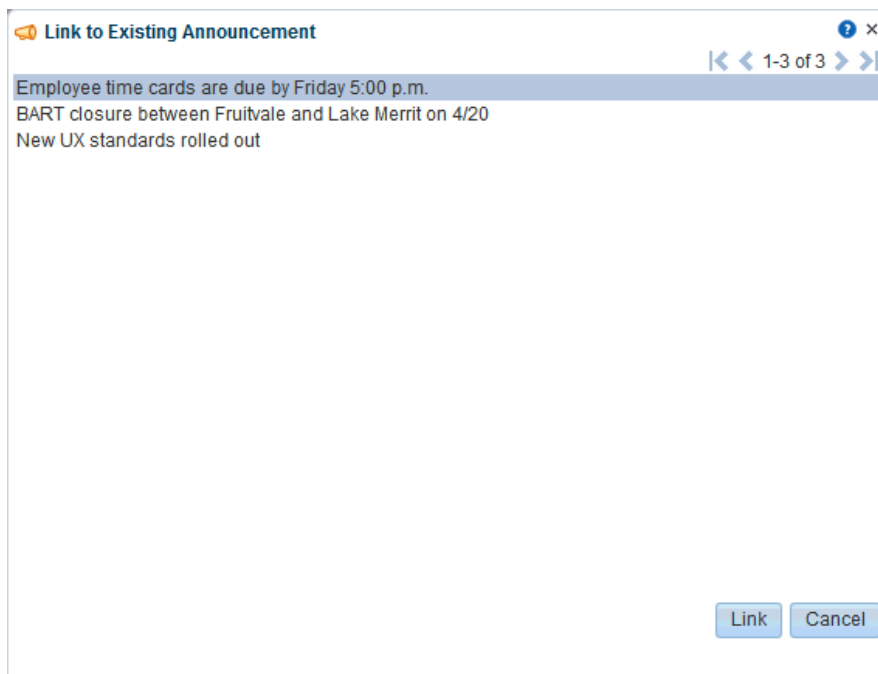 Link to Existing Announcement
1-3 of 3
Employee time cards are due by Friday 5:00 p.m.
BART closure between Fruitvale and Lake Merrit on 4/20
New UX standards rolled out
Link Cancel